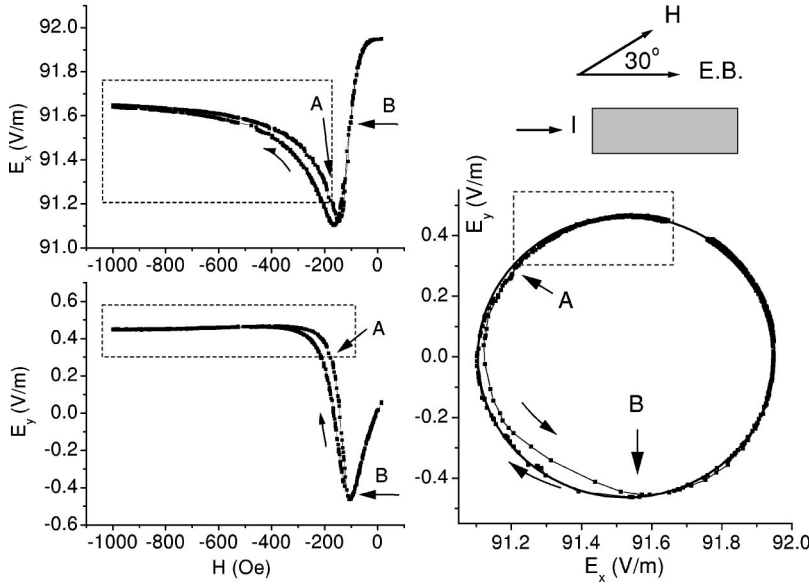 92.0
91.8
91.6
91.4
91.2
91.0
E_x (V/m)
A
B
-1000 -800 -600 -400 -200 0
0.6
0.4
0.2
0.0
-0.2
-0.4
-0.6
E_y (V/m)
A
B
-1000 -800 -600 -400 -200 0
H (Oe)
H
30°
E.B.
I
E_y (V/m)
0.4
0.2
0.0
-0.2
-0.4
A
B
91.2 91.4 91.6 91.8 92.0
E_x (V/m)